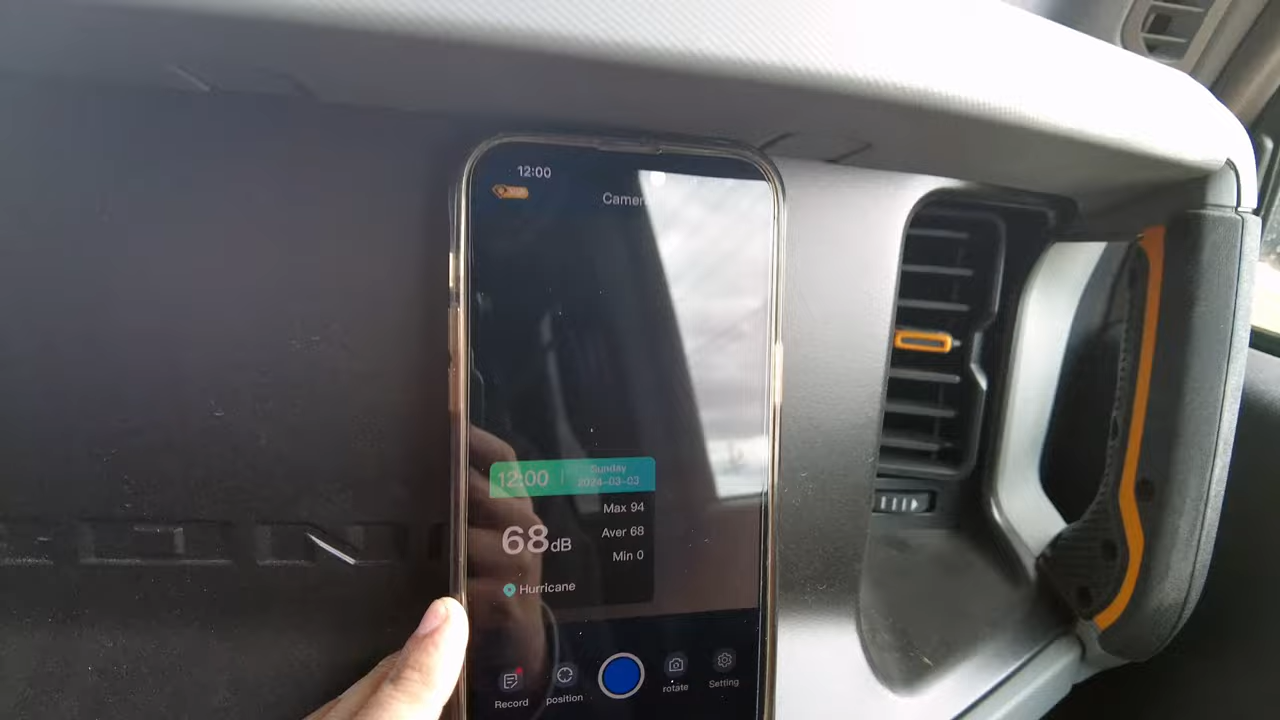 12:00
Camer
12:00
Sunday
2024-03-03
Max 94
68dB
Aver 68
Min 0
Hurricane
Record
position
rotate
Setting